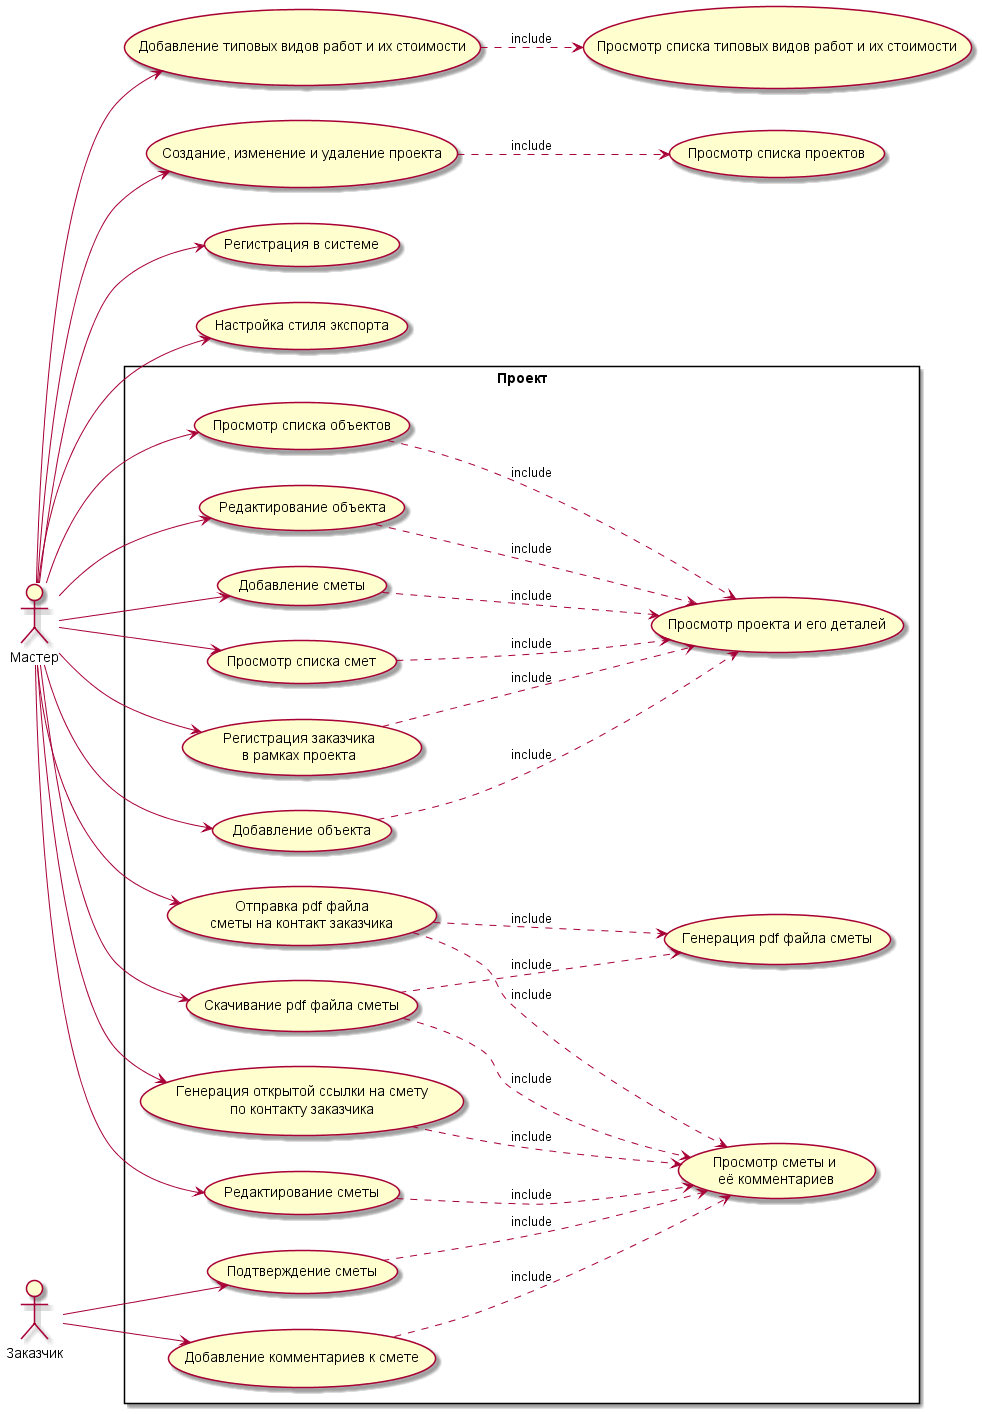 Добавление типовых видов работ и их стоимости
include
Просмотр списка типовых видов работ и их стоимости
Создание, изменение и удаление проекта
include
Просмотр списка проектов
Регистрация в системе
Настройка стиля экспорта
Проект
Просмотр списка объектов
include
Редактирование объекта
include
Добавление сметы
include
Просмотр проекта и его деталей
Мастер
Просмотр списка смет
include
include
Регистрация заказчика
в рамках проекта
include
Добавление объекта
Отправка pdf файла
сметы на контакт заказчика
include
Генерация pdf файла сметы
include
include
Скачивание pdf файла сметы
include
Генерация открытой ссылки на смету
по контакту заказчика
include
Просмотр сметы и
её комментариев
Редактирование сметы
include
include
Подтверждение сметы
include
Заказчик
Добавление комментариев к смете